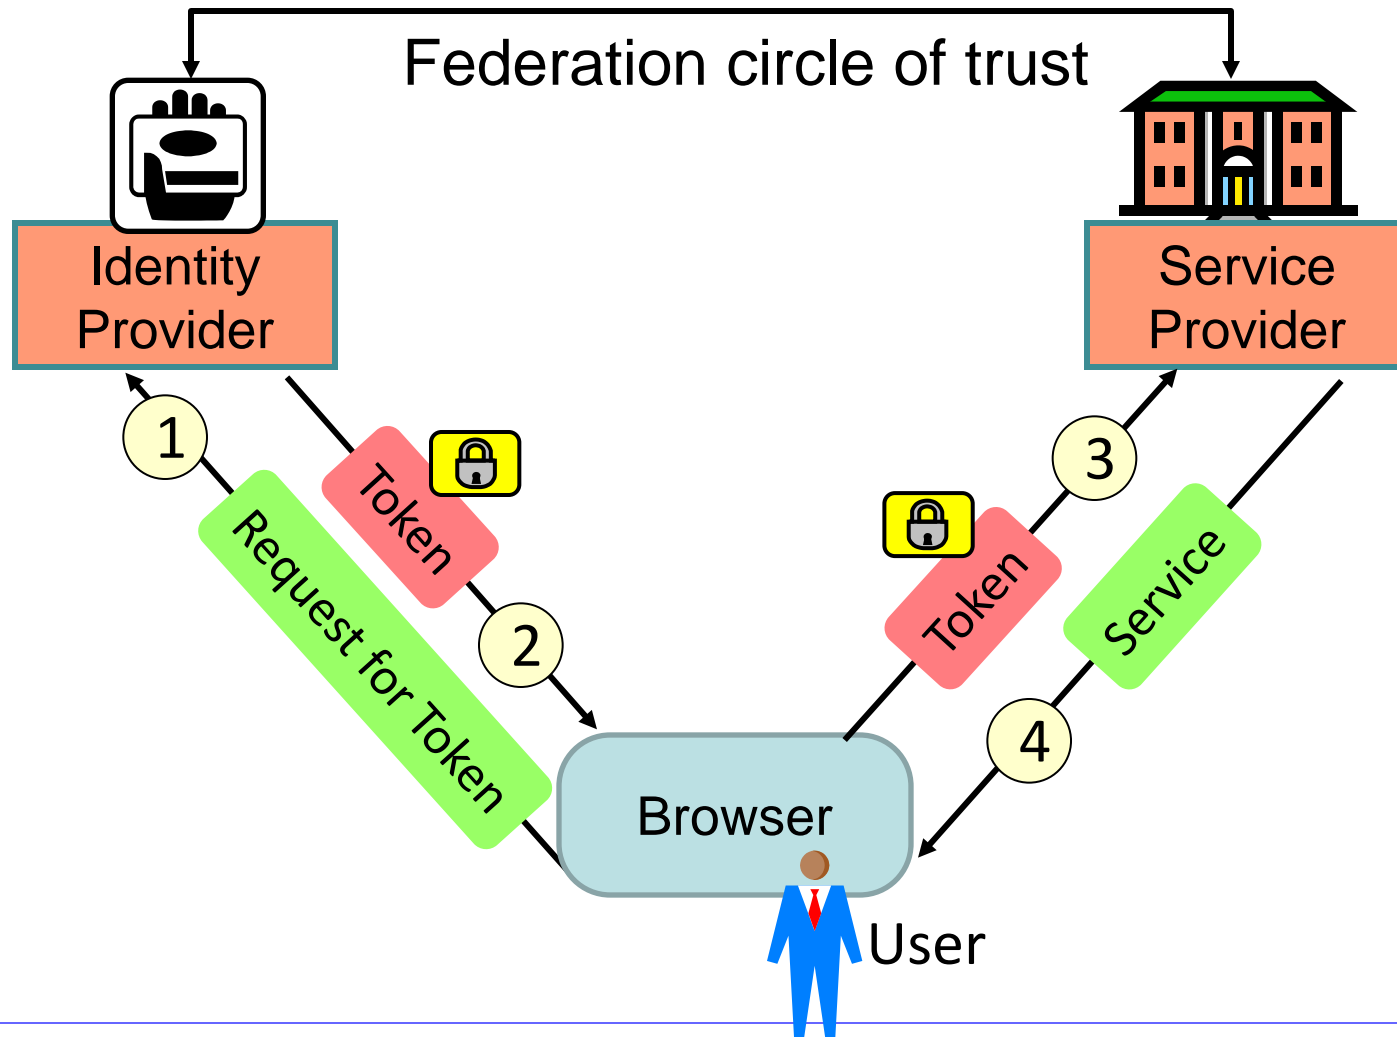 Federation circle of trust
Identity
Provider
Service
Provider
1
Token
3
Request for Token
2
Token
Service
4
Browser
User